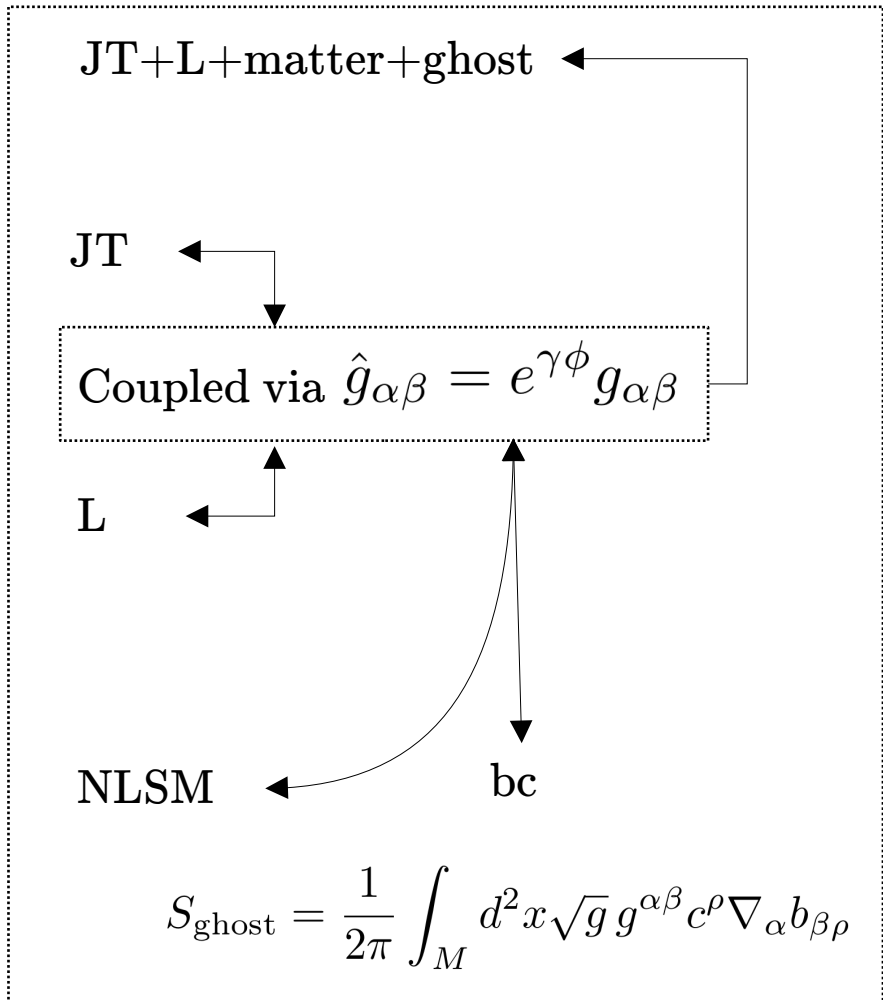 JT+L+matter+ghost
JT
Coupled via $\hat{g}_{\alpha\beta} = e^{\gamma\phi} g_{\alpha\beta}$
L
NLSM bc
$S_{\text{ghost}} = \frac{1}{2\pi} \int_M d^2x \sqrt{g}\, g^{\alpha\beta} c^\rho \nabla_\alpha b_{\beta\rho}$